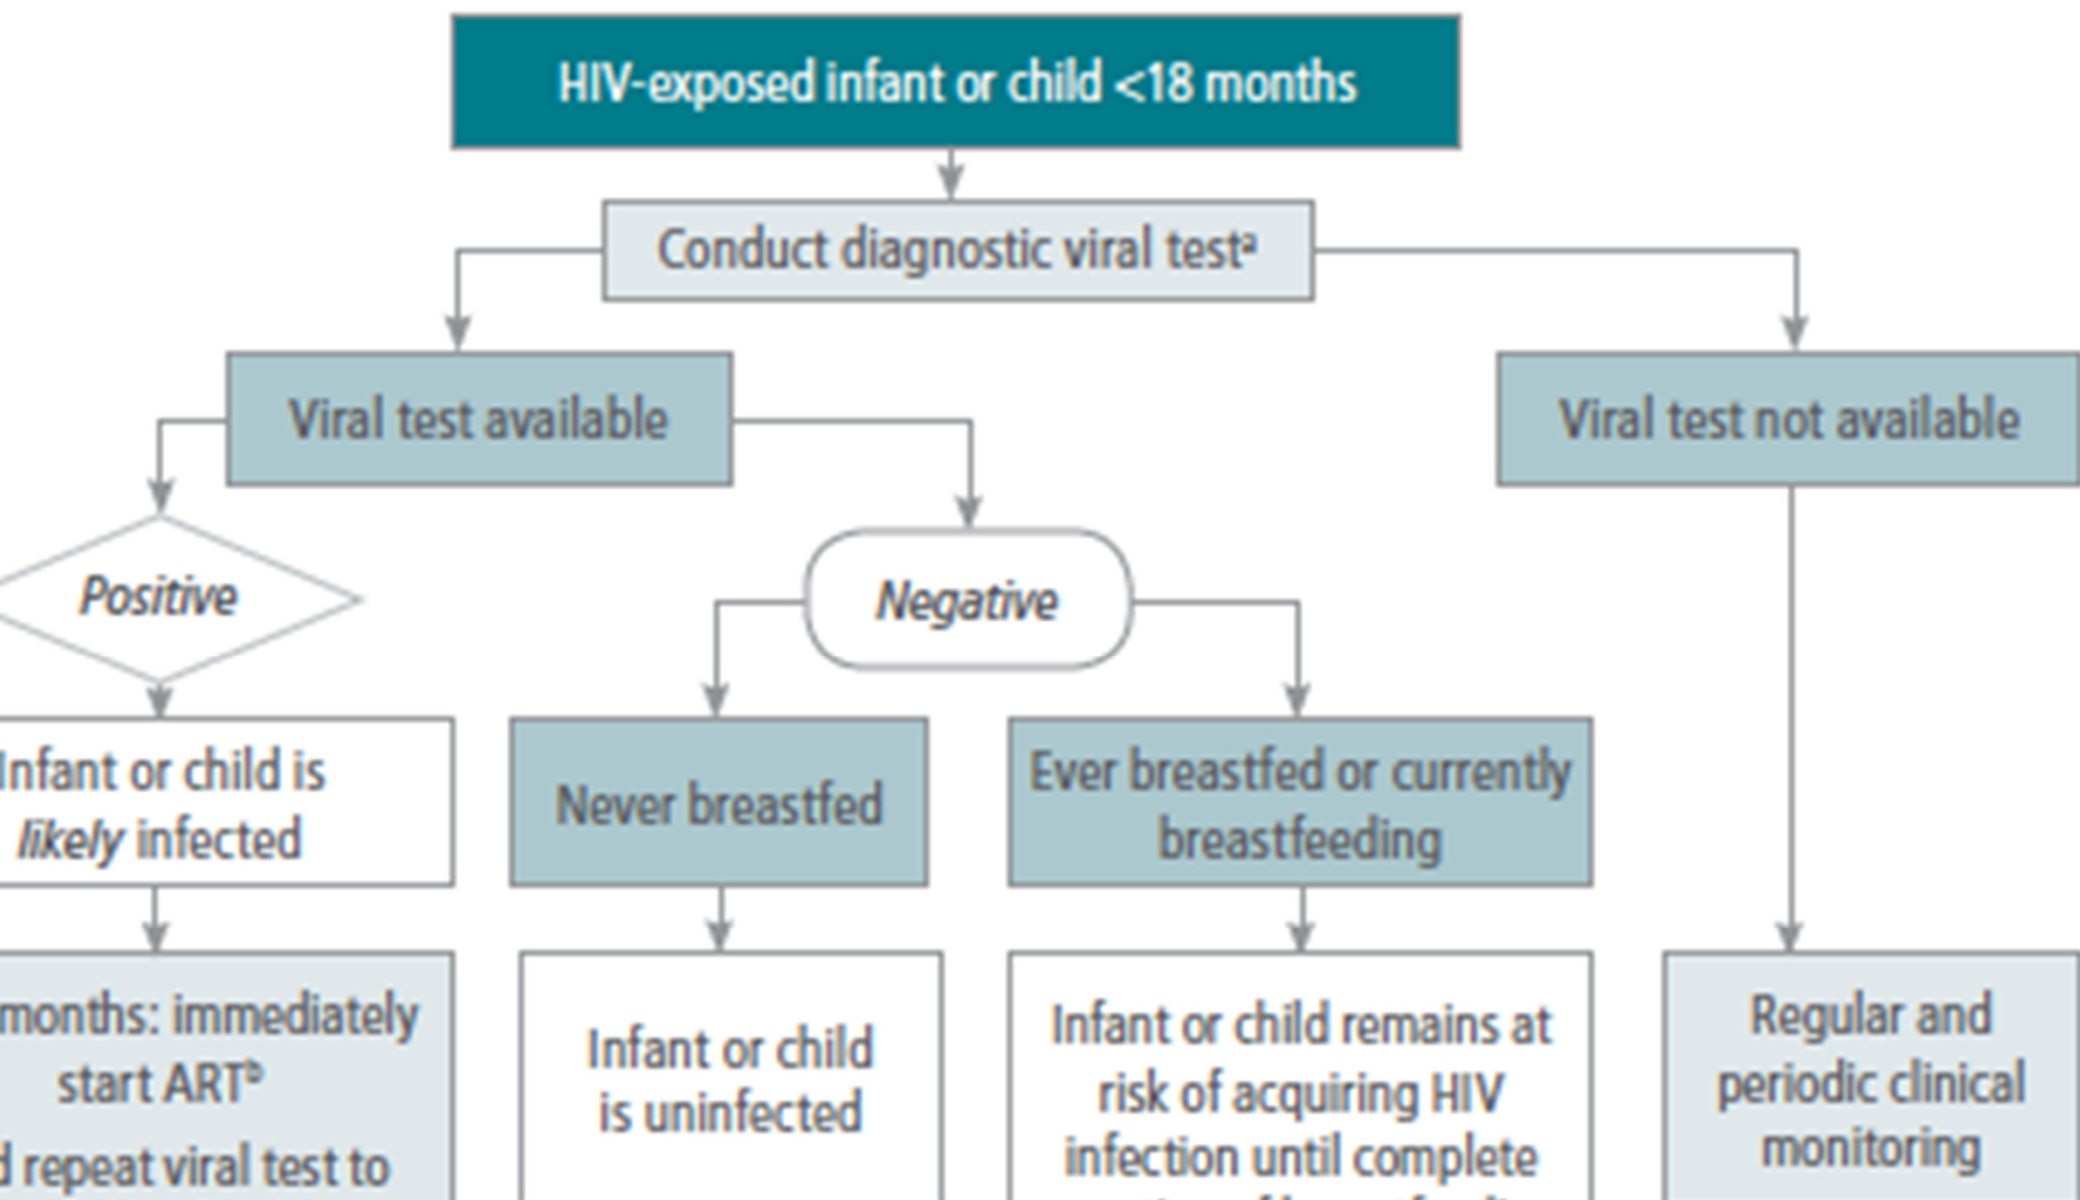 HIV-exposed infant or child <18 months
Conduct diagnostic viral testª
Viral test available
Viral test not available
Positive
Negative
Infant or child is
likely infected
Never breastfed
Ever breastfed or currently
breastfeeding
months: immediately
start ARTᵇ
repeat viral test to
Infant or child
is uninfected
Infant or child remains at
risk of acquiring HIV
infection until complete
Regular and
periodic clinical
monitoring